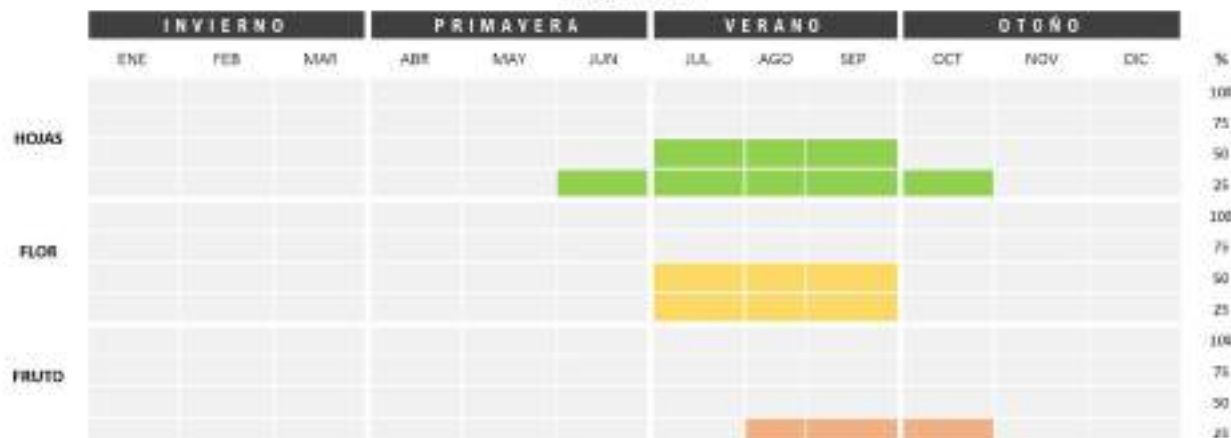 INVIERNO PRIMAVERA VERANO OTOÑO
ENE FEB MAR ABR MAY JUN JUL AGO SEP OCT NOV DIC %
100
75
HOJAS
50
25
100
FLOR 75
50
25
100
FRUTO 75
50
25